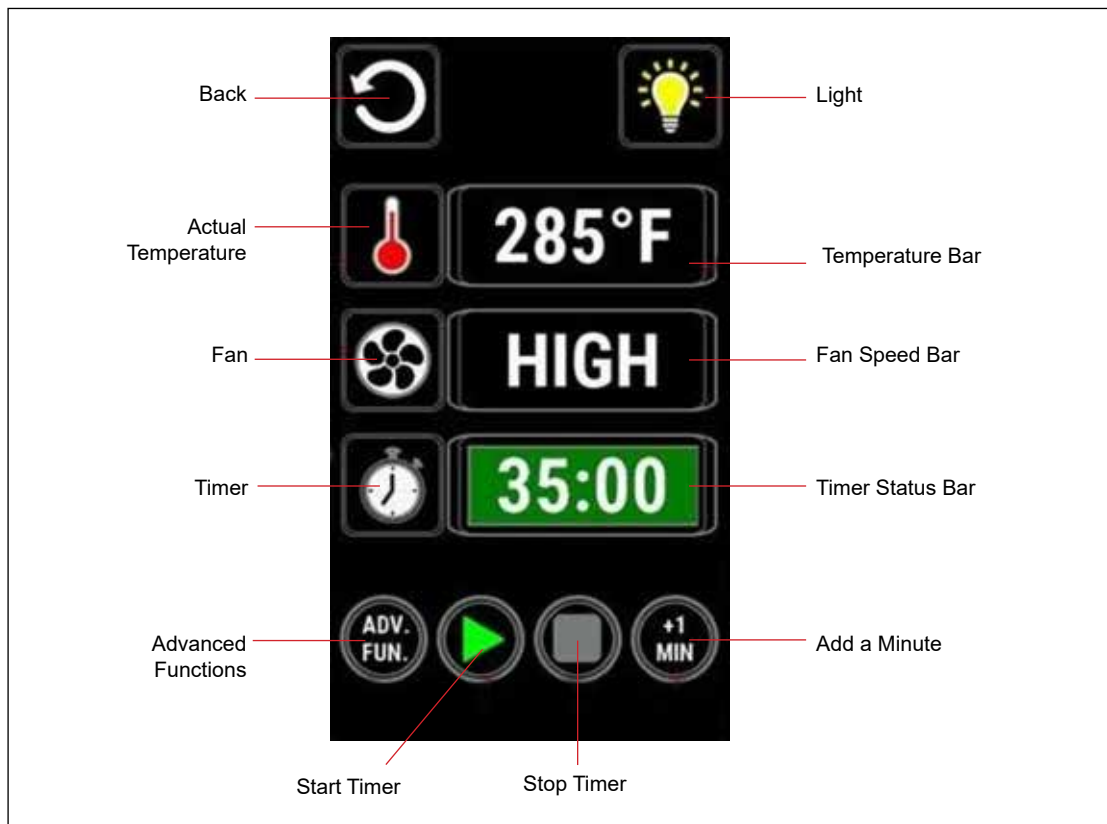 Back
Light
Actual
Temperature
285°F
Temperature Bar
Fan
HIGH
Fan Speed Bar
Timer
35:00
Timer Status Bar
Advanced
Functions
ADV.
FUN.
+1
MIN
Add a Minute
Start Timer
Stop Timer